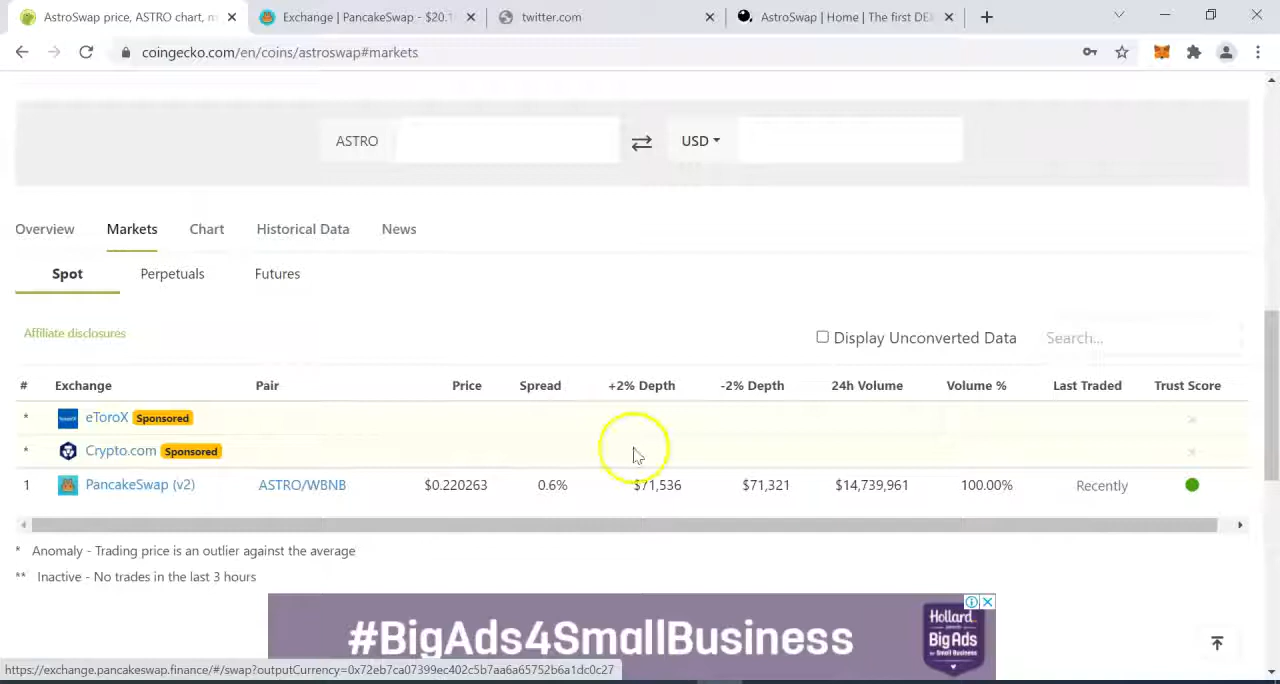 AstroSwap price, ASTRO chart, m
Exchange | PancakeSwap - $20.1
twitter.com
AstroSwap | Home | The first DE
coingecko.com/en/coins/astroswap#markets
ASTRO
USD
Overview Markets Chart Historical Data News
Spot Perpetuals Futures
Affiliate disclosures
Display Unconverted Data Search...
# Exchange Pair Price Spread +2% Depth -2% Depth 24h Volume Volume % Last Traded Trust Score
* eToroX Sponsored
* Crypto.com Sponsored
1 PancakeSwap (v2) ASTRO/WBNB $0.220263 0.6% $71,536 $71,321 $14,739,961 100.00% Recently
* Anomaly - Trading price is an outlier against the average
** Inactive - No trades in the last 3 hours
#BigAds4SmallBusiness
Hollard
Big Ads
for Small Business
https://exchange.pancakeswap.finance/#/swap?outputCurrency=0x72eb7ca07399ec402c5b7aa6a65752b6a1dc0c27